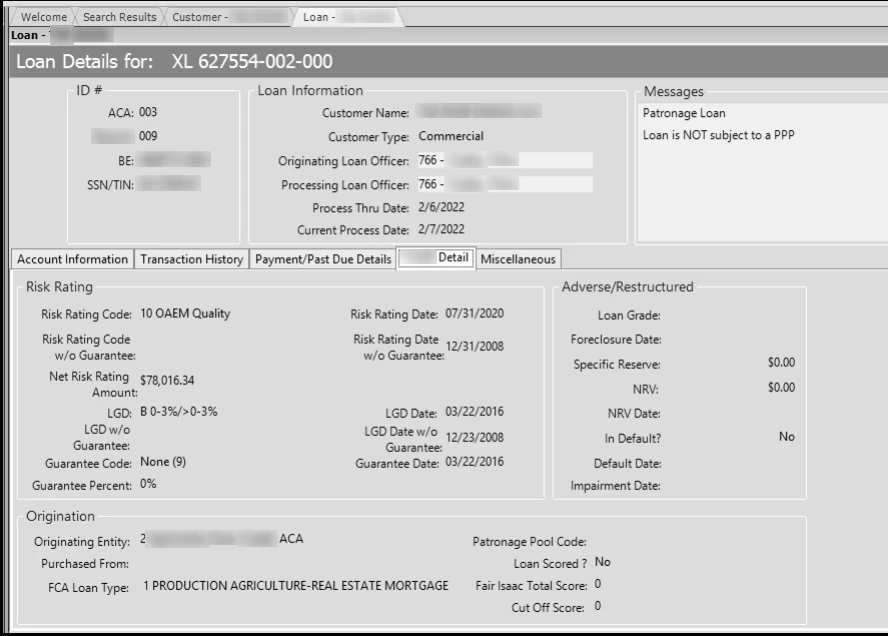 Welcome Search Results Customer - Loan -
Loan -
Loan Details for: XL 627554-002-000
ID #
ACA: 003
009
BE:
SSN/TIN:
Loan Information
Customer Name:
Customer Type: Commercial
Originating Loan Officer: 766 -
Processing Loan Officer: 766 -
Process Thru Date: 2/6/2022
Current Process Date: 2/7/2022
Messages
Patronage Loan
Loan is NOT subject to a PPP
Account Information Transaction History Payment/Past Due Details Detail Miscellaneous
Risk Rating
Risk Rating Code: 10 OAEM Quality Risk Rating Date: 07/31/2020
Risk Rating Code
w/o Guarantee:
Risk Rating Date
w/o Guarantee: 12/31/2008
Net Risk Rating
Amount: $78,016.34
LGD: B 0-3%/>0-3% LGD Date: 03/22/2016
LGD w/o
Guarantee:
LGD Date w/o
Guarantee: 12/23/2008
Guarantee Code: None (9) Guarantee Date: 03/22/2016
Guarantee Percent: 0%
Adverse/Restructured
Loan Grade:
Foreclosure Date:
Specific Reserve: $0.00
NRV: $0.00
NRV Date:
In Default? No
Default Date:
Impairment Date:
Origination
Originating Entity: 2 ACA
Purchased From:
FCA Loan Type: 1 PRODUCTION AGRICULTURE-REAL ESTATE MORTGAGE
Patronage Pool Code:
Loan Scored ? No
Fair Isaac Total Score: 0
Cut Off Score: 0